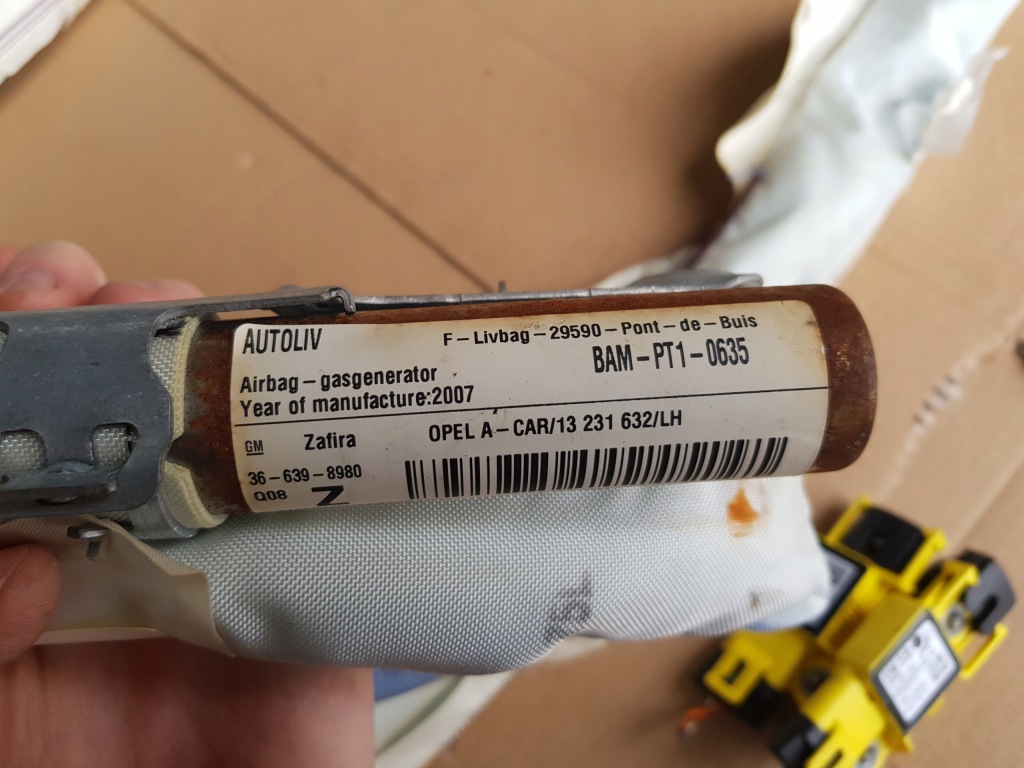 AUTOLIV
F-Livbag-29590-Pont-de-Buis
BAM-PT1-0635
Airbag-gasgenerator
Year of manufacture:2007
GM Zafira
OPEL A-CAR/13 231 632/LH
36-639-8980
Q08 Z